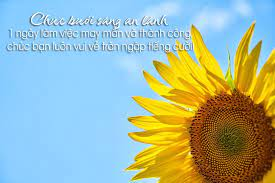 Chúc buổi sáng an lành
1 ngày làm việc may mắn và thành công
chúc bạn luôn vui vẻ tràn ngập tiếng cười